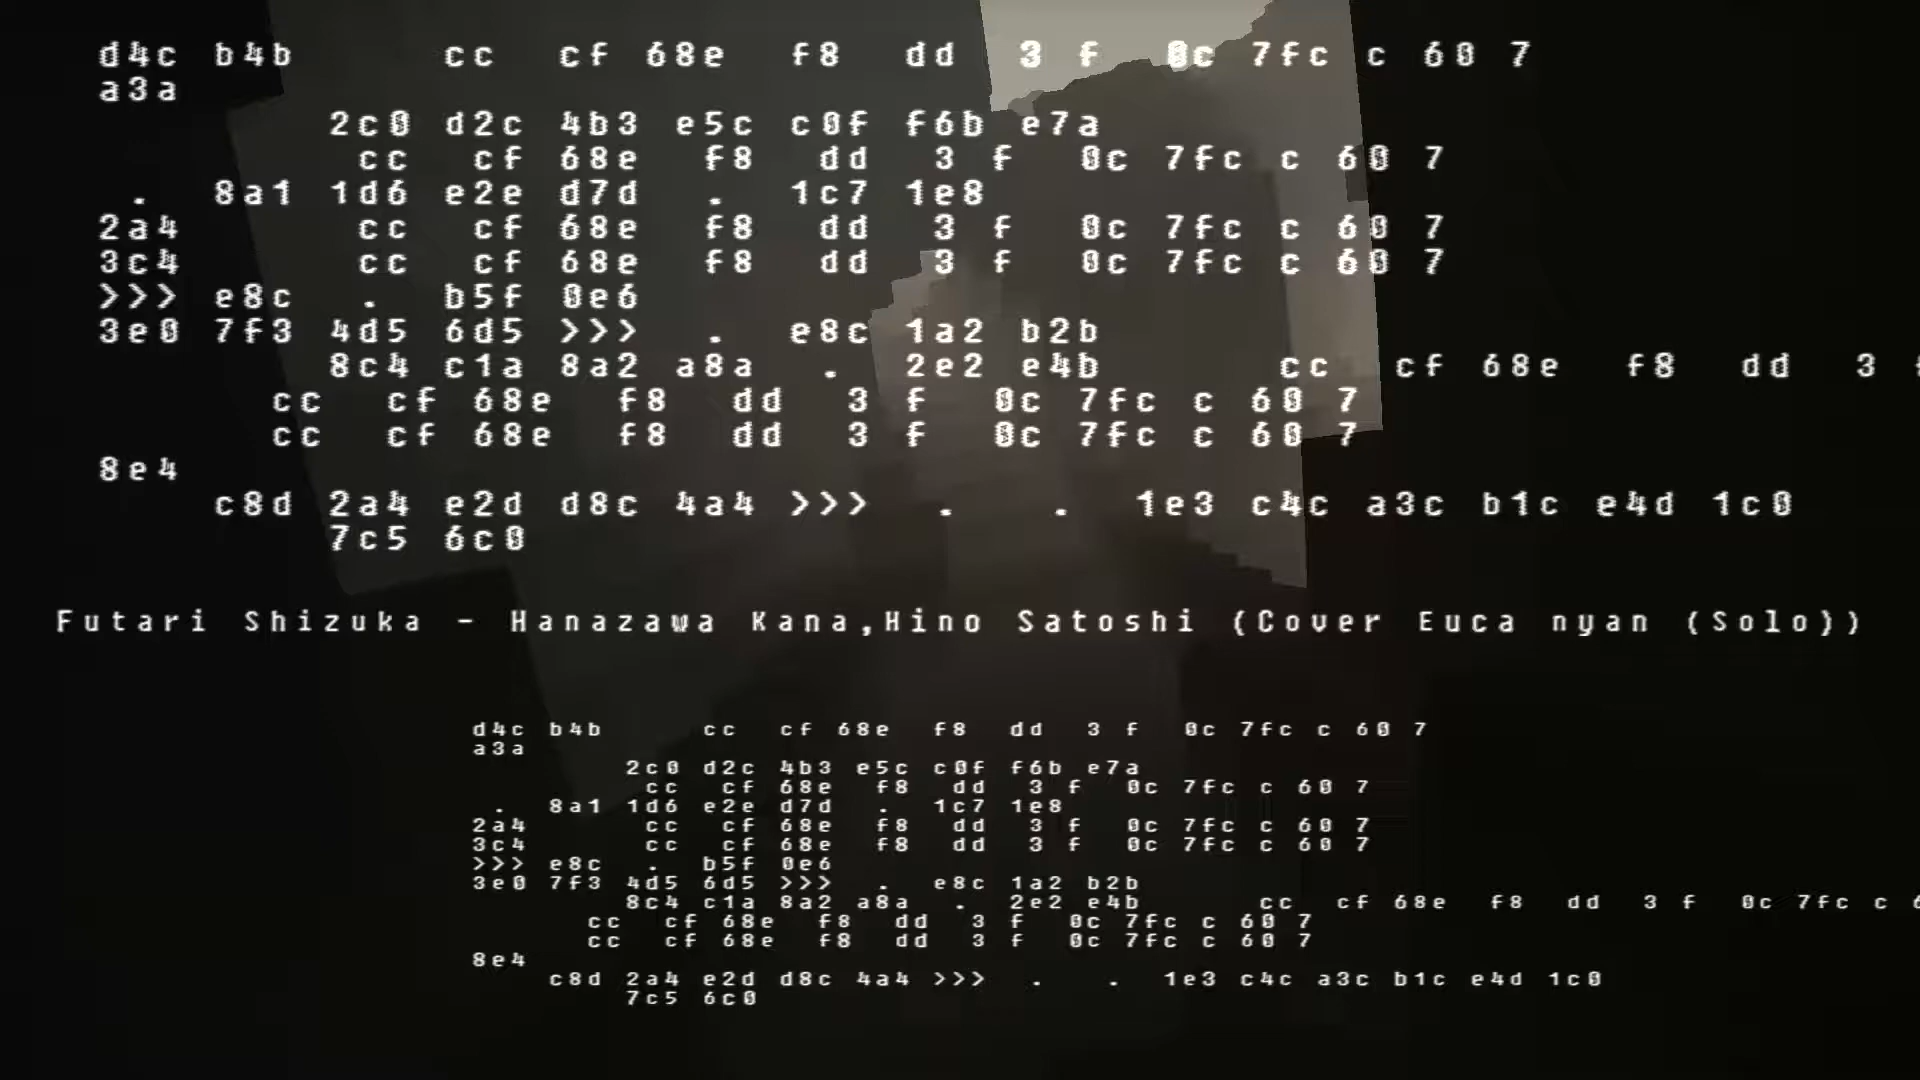 d4c b4b cc cf 68e f8 dd 3 f 0c 7fc c 60 7
a3a
2c0 d2c 4b3 e5c c0f f6b e7a
cc cf 68e f8 dd 3 f 0c 7fc c 60 7
. 8a1 1d6 e2e d7d . 1c7 1e8
2a4 cc cf 68e f8 dd 3 f 0c 7fc c 60 7
3c4 cc cf 68e f8 dd 3 f 0c 7fc c 60 7
>>> e8c . b5f 0e6
3e0 7f3 4d5 6d5 >>> . e8c 1a2 b2b
8c4 c1a 8a2 a8a . 2e2 e4b cc cf 68e f8 dd 3
cc cf 68e f8 dd 3 f 0c 7fc c 60 7
cc cf 68e f8 dd 3 f 0c 7fc c 60 7
8e4
c8d 2a4 e2d d8c 4a4 >>> . . 1e3 c4c a3c b1c e4d 1c0
7c5 6c0
Futari Shizuka - Hanazawa Kana,Hino Satoshi (Cover Euca nyan (Solo))
d4c b4b cc cf 68e f8 dd 3 f 0c 7fc c 60 7
a3a
2c0 d2c 4b3 e5c c0f f6b e7a
cc cf 68e f8 dd 3 f 0c 7fc c 60 7
. 8a1 1d6 e2e d7d . 1c7 1e8
2a4 cc cf 68e f8 dd 3 f 0c 7fc c 60 7
3c4 cc cf 68e f8 dd 3 f 0c 7fc c 60 7
>>> e8c . b5f 0e6
3e0 7f3 4d5 6d5 >>> . e8c 1a2 b2b
8c4 c1a 8a2 a8a . 2e2 e4b cc cf 68e f8 dd 3 f 0c 7fc c
cc cf 68e f8 dd 3 f 0c 7fc c 60 7
cc cf 68e f8 dd 3 f 0c 7fc c 60 7
8e4
c8d 2a4 e2d d8c 4a4 >>> . . 1e3 c4c a3c b1c e4d 1c0
7c5 6c0